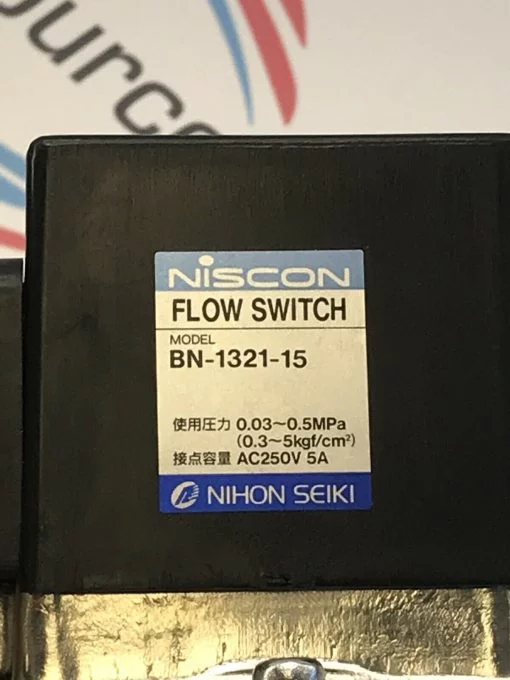 ource
NiSCON
FLOW SWITCH
MODEL
BN-1321-15
使用圧力 0.03～0.5MPa
(0.3～5kgf/cm²)
接点容量 AC250V 5A
NIHON SEIKI